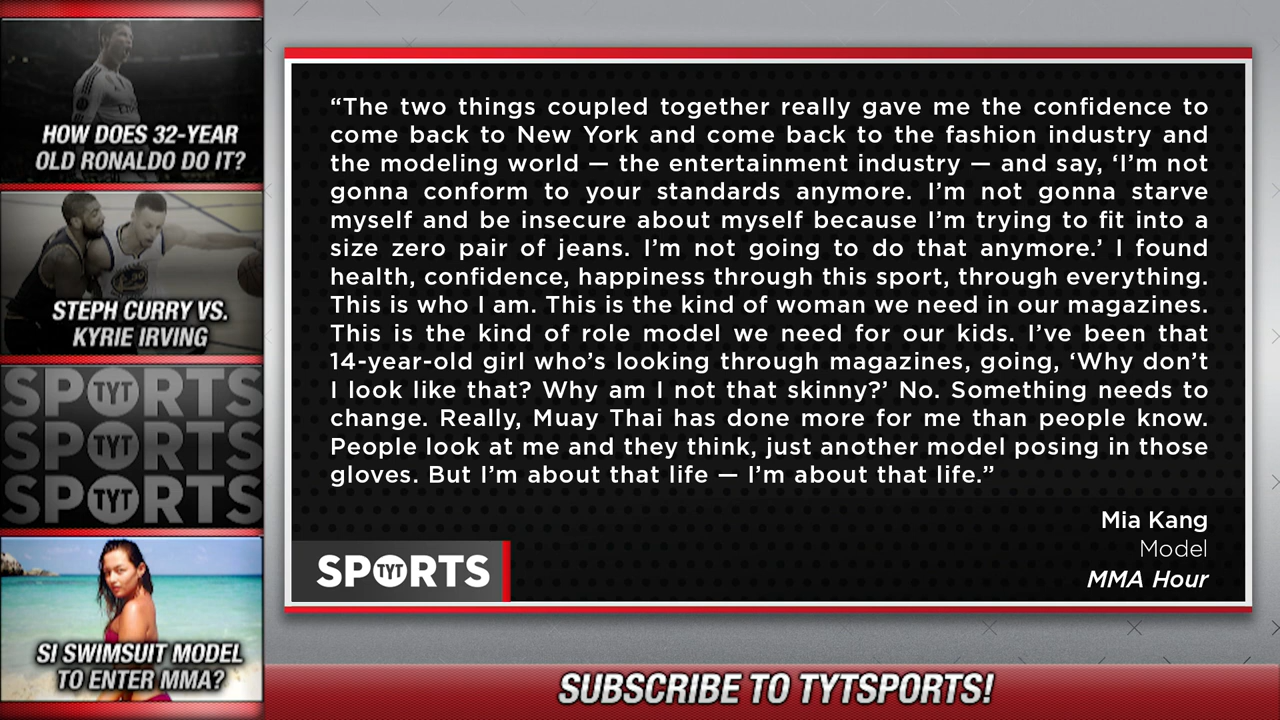 HOW DOES 32-YEAR
OLD RONALDO DO IT?
STEPH CURRY VS.
KYRIE IRVING
SPTYTRTS
SPTYTRTS
SPTYTRTS
SI SWIMSUIT MODEL
TO ENTER MMA?
“The two things coupled together really gave me the confidence to
come back to New York and come back to the fashion industry and
the modeling world — the entertainment industry — and say, ‘I’m not
gonna conform to your standards anymore. I’m not gonna starve
myself and be insecure about myself because I’m trying to fit into a
size zero pair of jeans. I’m not going to do that anymore.’ I found
health, confidence, happiness through this sport, through everything.
This is who I am. This is the kind of woman we need in our magazines.
This is the kind of role model we need for our kids. I’ve been that
14-year-old girl who’s looking through magazines, going, ‘Why don’t
I look like that? Why am I not that skinny?’ No. Something needs to
change. Really, Muay Thai has done more for me than people know.
People look at me and they think, just another model posing in those
gloves. But I’m about that life — I’m about that life.”
Mia Kang
Model
MMA Hour
SPTYTRTS
SUBSCRIBE TO TYTSPORTS!